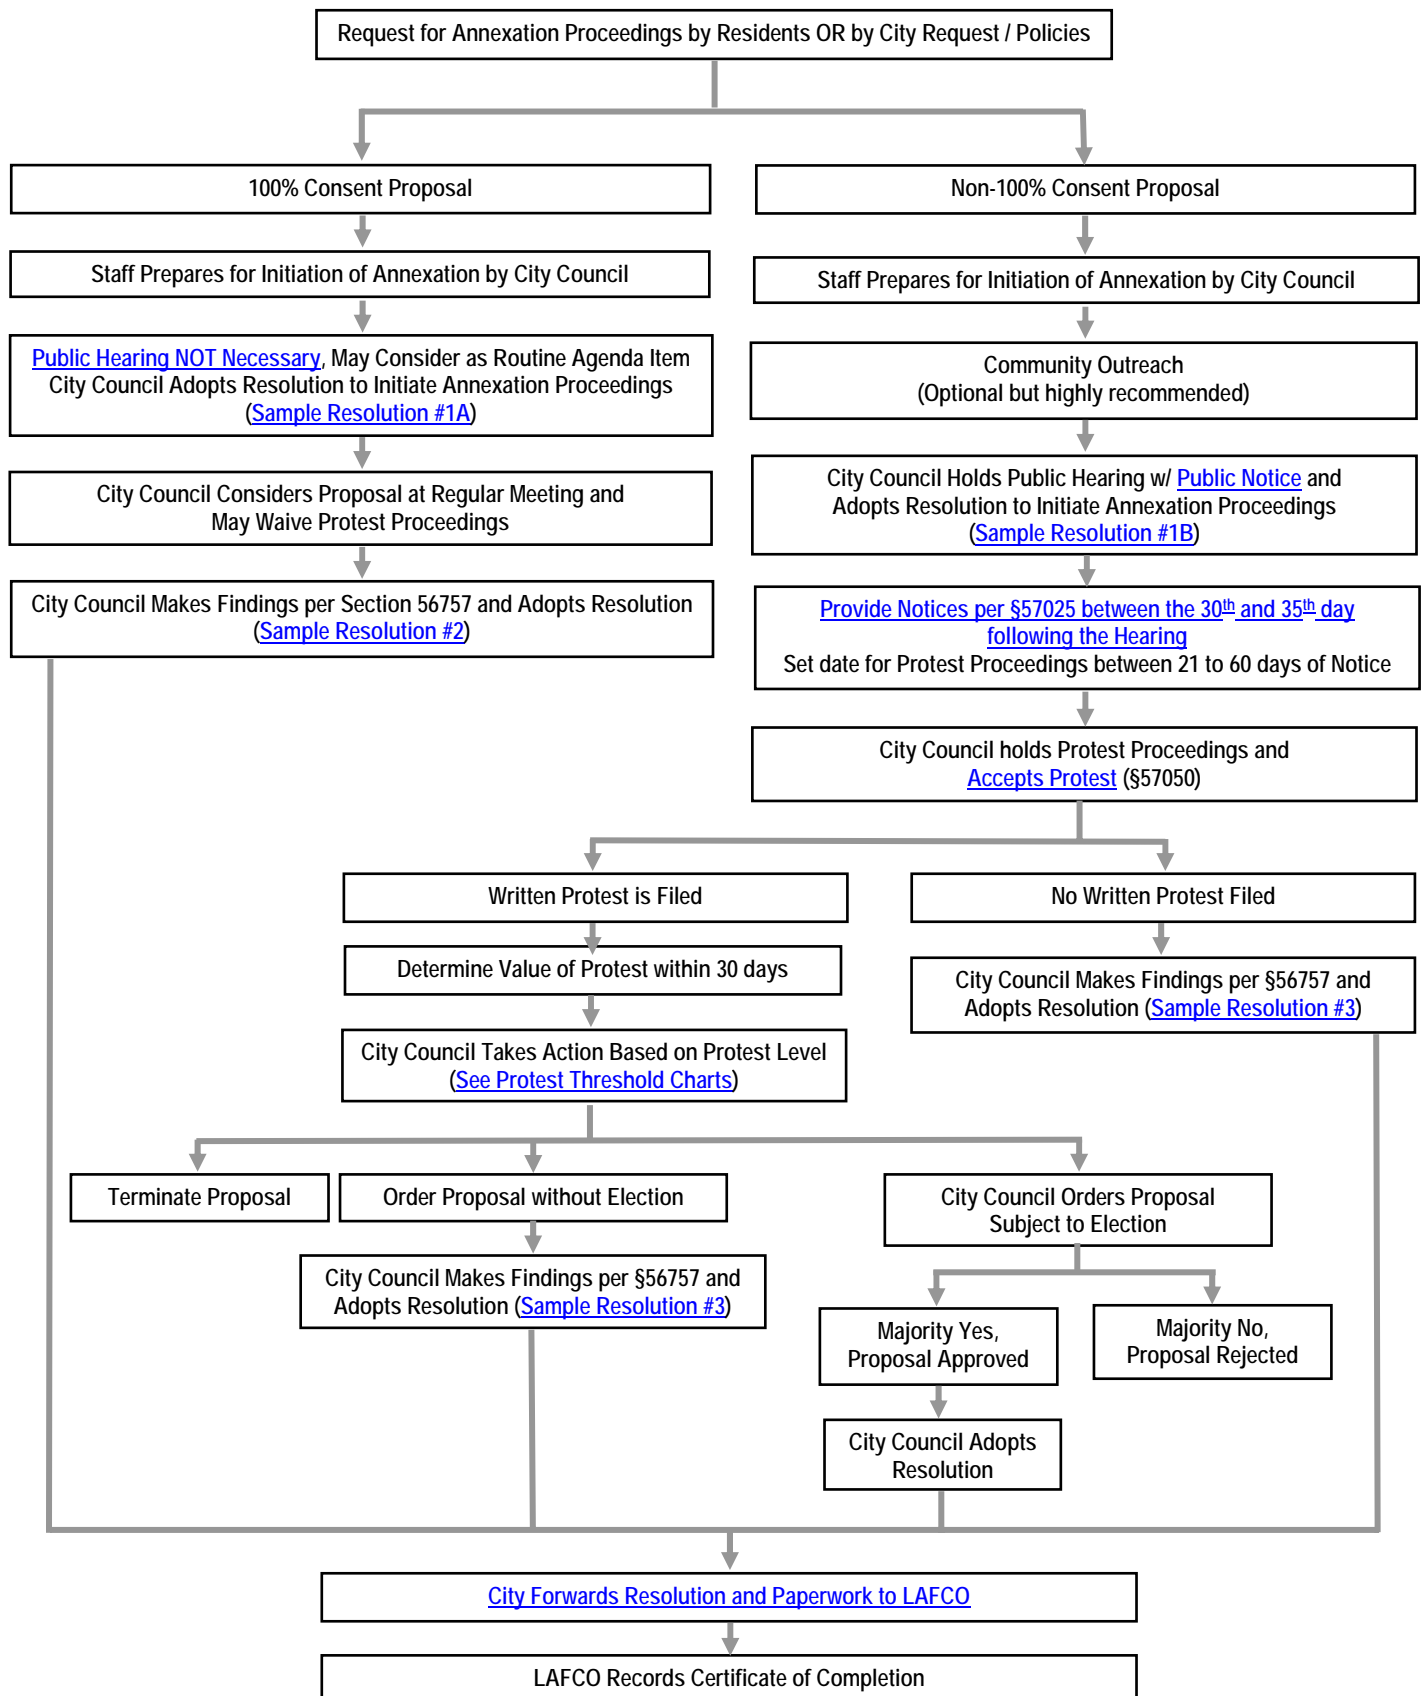 Request for Annexation Proceedings by Residents OR by City Request / Policies
100% Consent Proposal
Staff Prepares for Initiation of Annexation by City Council
Public Hearing NOT Necessary, May Consider as Routine Agenda Item
City Council Adopts Resolution to Initiate Annexation Proceedings
(Sample Resolution #1A)
City Council Considers Proposal at Regular Meeting and
May Waive Protest Proceedings
City Council Makes Findings per Section 56757 and Adopts Resolution
(Sample Resolution #2)
Non-100% Consent Proposal
Staff Prepares for Initiation of Annexation by City Council
Community Outreach
(Optional but highly recommended)
City Council Holds Public Hearing w/ Public Notice and
Adopts Resolution to Initiate Annexation Proceedings
(Sample Resolution #1B)
Provide Notices per §57025 between the 30th and 35th day
following the Hearing
Set date for Protest Proceedings between 21 to 60 days of Notice
City Council holds Protest Proceedings and
Accepts Protest (§57050)
Written Protest is Filed
Determine Value of Protest within 30 days
City Council Takes Action Based on Protest Level
(See Protest Threshold Charts)
No Written Protest Filed
City Council Makes Findings per §56757 and
Adopts Resolution (Sample Resolution #3)
Terminate Proposal
Order Proposal without Election
City Council Makes Findings per §56757 and
Adopts Resolution (Sample Resolution #3)
City Council Orders Proposal
Subject to Election
Majority Yes,
Proposal Approved
Majority No,
Proposal Rejected
City Council Adopts
Resolution
City Forwards Resolution and Paperwork to LAFCO
LAFCO Records Certificate of Completion